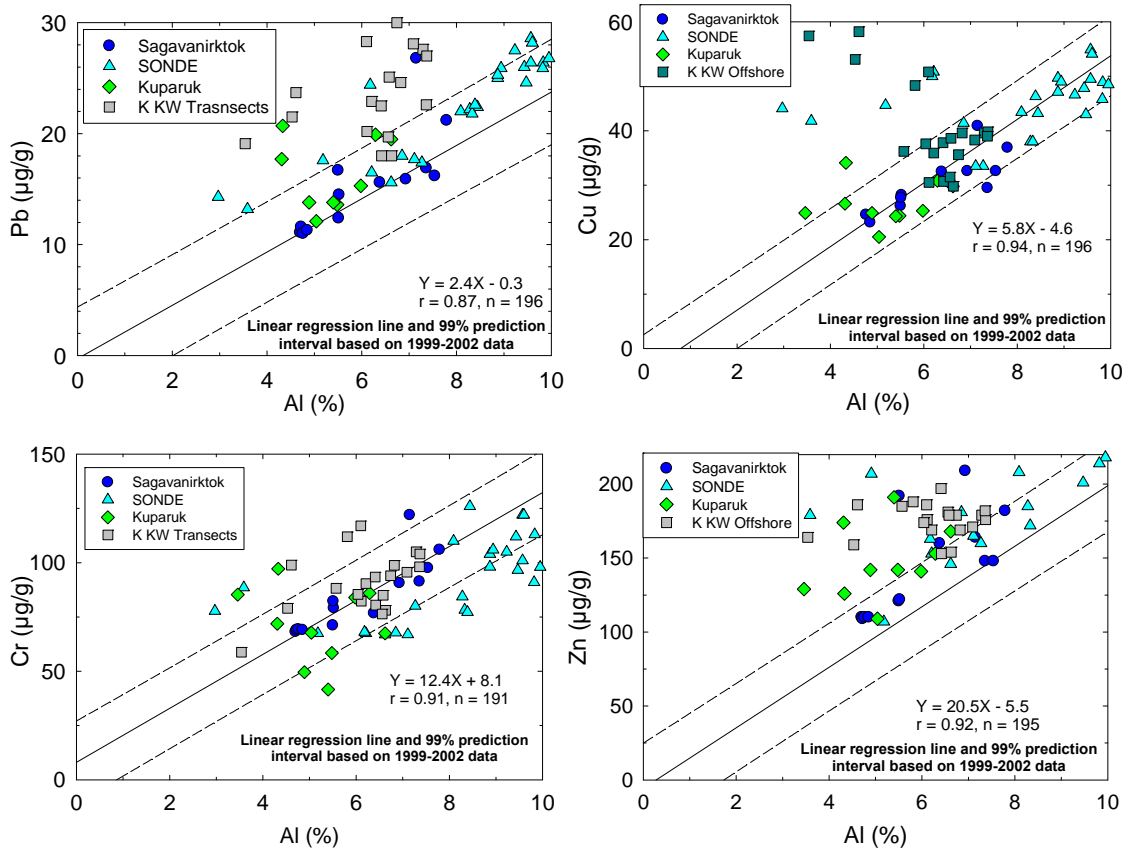 30
20
10
0
0 2 4 6 8 10
Al (%)
Pb (µg/g)
Sagavanirktok
SONDE
Kuparuk
K KW Trasnsects
Y = 2.4X - 0.3
r = 0.87, n = 196
Linear regression line and 99% prediction
interval based on 1999-2002 data
60
40
20
0
0 2 4 6 8 10
Al (%)
Cu (µg/g)
Sagavanirktok
SONDE
Kuparuk
K KW Offshore
Y = 5.8X - 4.6
r = 0.94, n = 196
Linear regression line and 99% prediction
interval based on 1999-2002 data
150
100
50
0
0 2 4 6 8 10
Al (%)
Cr (µg/g)
Sagavanirktok
SONDE
Kuparuk
K KW Transects
Y = 12.4X + 8.1
r = 0.91, n = 191
Linear regression line and 99% prediction
interval based on 1999-2002 data
200
150
100
50
0
0 2 4 6 8 10
Al (%)
Zn (µg/g)
Sagavanirktok
SONDE
Kuparuk
K KW Offshore
Y = 20.5X - 5.5
r = 0.92, n = 195
Linear regression line and 99% prediction
interval based on 1999-2002 data